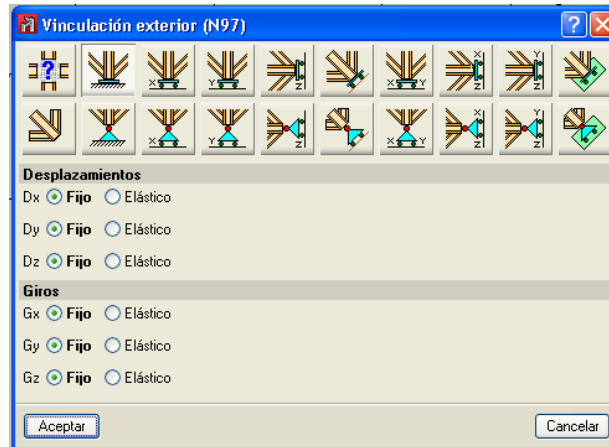 Vinculación exterior (N97)
?
X Y X Y
X Y Z Z Z Z
X Y X Y
X Y Z Z Z
Desplazamientos
Dx Fijo Elástico
Dy Fijo Elástico
Dz Fijo Elástico
Giros
Gx Fijo Elástico
Gy Fijo Elástico
Gz Fijo Elástico
Aceptar Cancelar